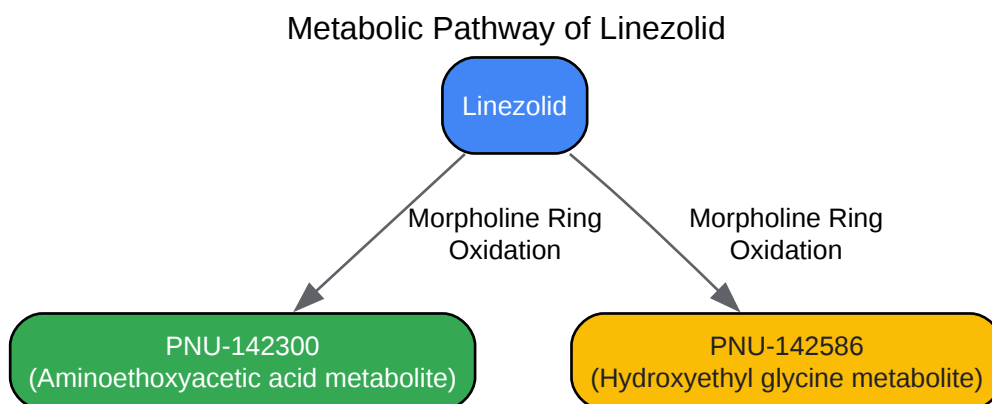 Metabolic Pathway of Linezolid
Linezolid
Morpholine Ring
Oxidation
Morpholine Ring
Oxidation
PNU-142300
(Aminoethoxyacetic acid metabolite)
PNU-142586
(Hydroxyethyl glycine metabolite)